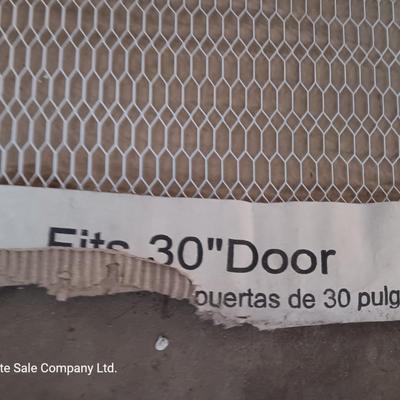 Fits 30"Door
puertas de 30 pulg
te Sale Company Ltd.